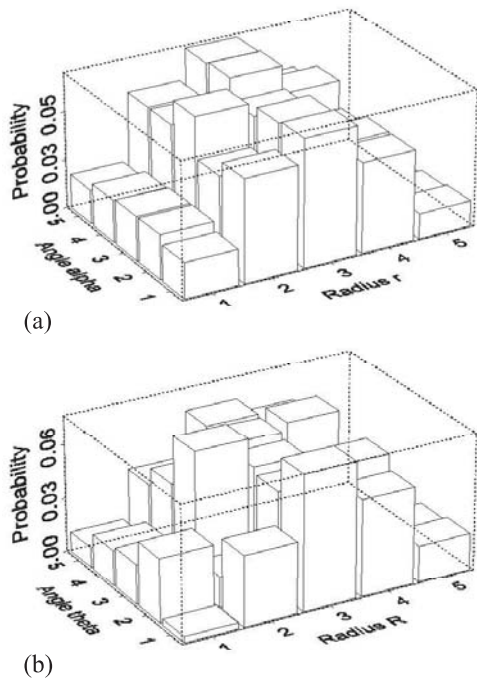 Probability
0.00 0.03 0.05
Angle alpha
5 4 3 2 1
Radius r
1 2 3 4 5
(a)
Probability
0.00 0.03 0.06
Angle theta
5 4 3 2 1
Radius R
1 2 3 4 5
(b)